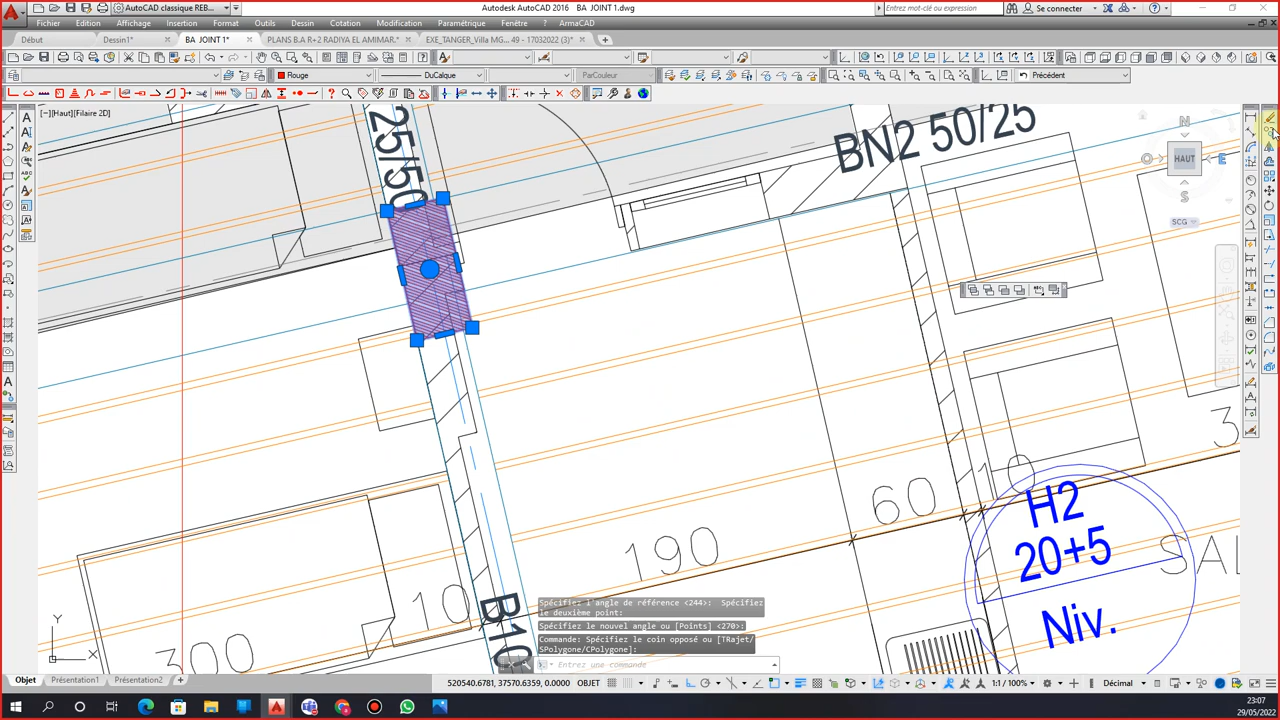 AutoCAD classique REB...
Autodesk AutoCAD 2016   BA  JOINT 1.dwg
Entrez mot-clé ou expression
Se connecter
Fichier
Edition
Affichage
Insertion
Format
Outils
Dessin
Cotation
Modification
Paramétrique
Fenêtre
?
ArmaCAD
Début
Dessin1*
BA  JOINT 1*
PLANS B.A R+2 RADIYA EL AMIMAR.*
EXE_TANGER_Villa MG... 49 - 17032022 (3)*
Rouge
DuCalque
ParCouleur
Précédent
[−][Haut][Filaire 2D]
N
O
HAUT
E
S
SCG
25/50
BN2 50/25
3
60
10
190
H2
20+5
Niv.
SAL
10
B10
300
Y
X
Spécifiez l'angle de référence <244>:  Spécifiez
le deuxième point:
Spécifiez le nouvel angle ou [Points] <270>:
Commande: Spécifiez le coin opposé ou [TRajet/
SPolygone/CPolygone]:
Entrez une commande
Objet
Présentation1
Présentation2
+
520540.6781, 37570.6359, 0.0000
OBJET
1:1 / 100%
Décimal
23:07
29/05/2022